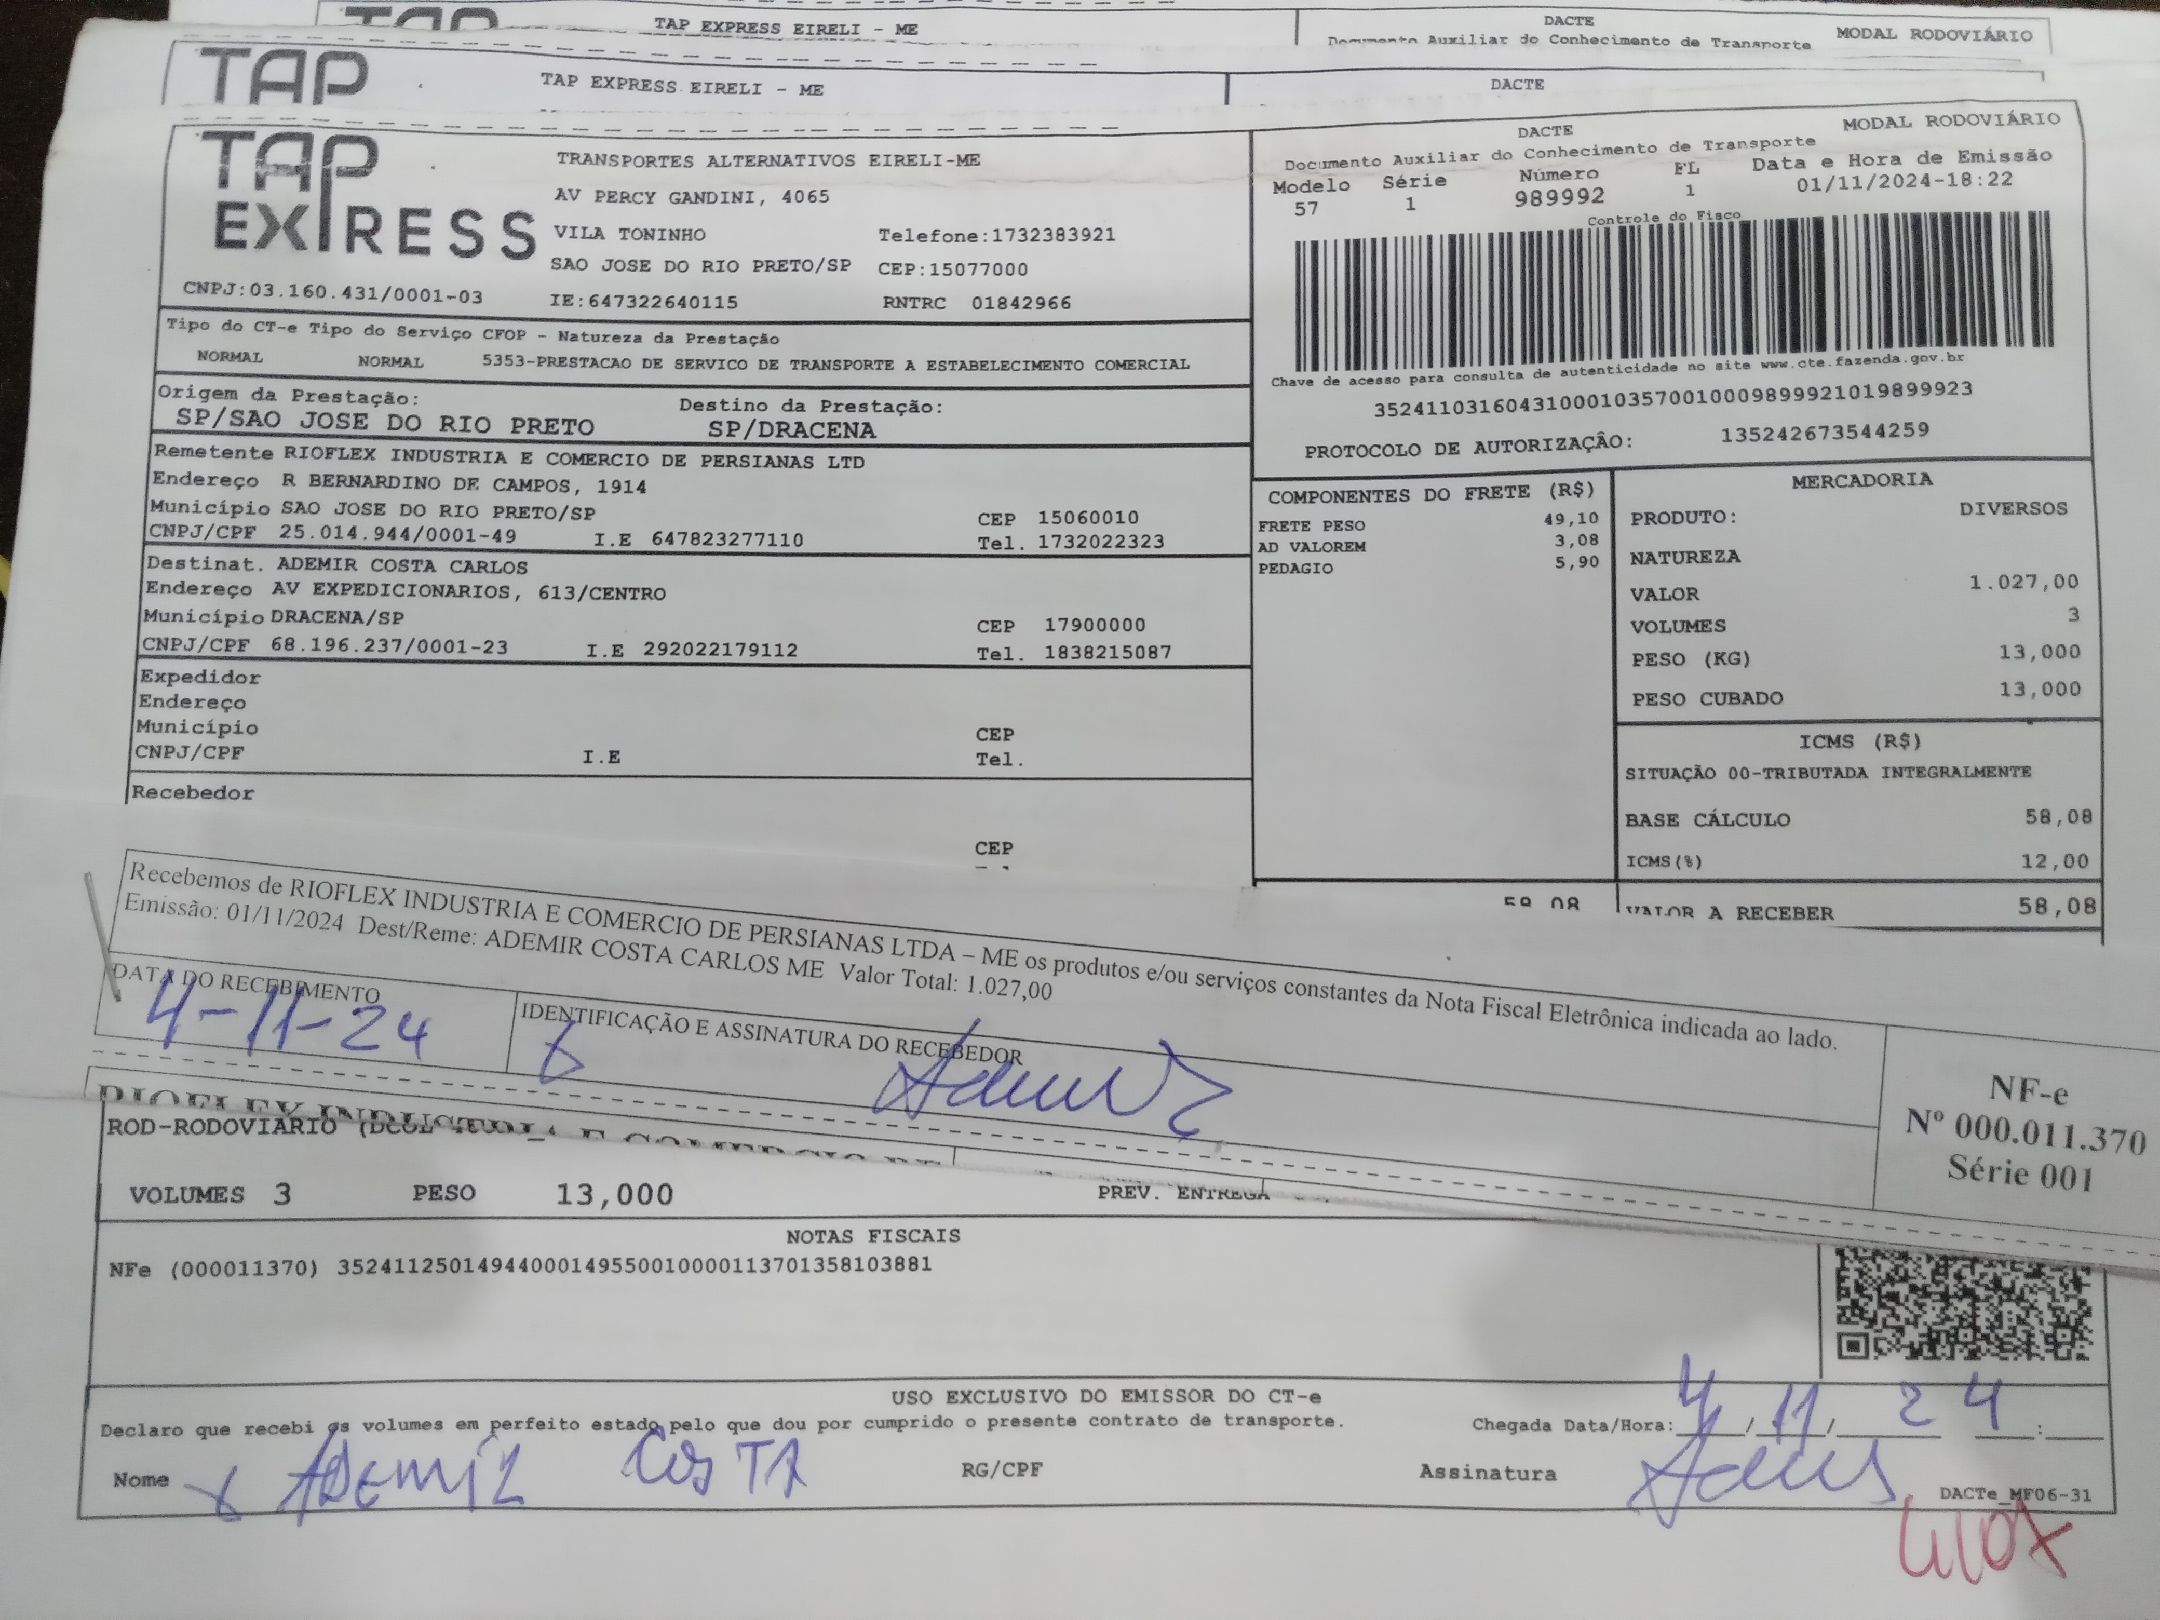 TAP EXPRESS EIRELI - ME
DACTE
Documento Auxiliar do Conhecimento de Transporte
MODAL RODOVIÁRIO
TAP
TAP EXPRESS EIRELI - ME
DACTE
TAP EXPRESS
TRANSPORTES ALTERNATIVOS EIRELI-ME
AV PERCY GANDINI, 4065
VILA TONINHO Telefone:1732383921
SAO JOSE DO RIO PRETO/SP CEP:15077000
CNPJ:03.160.431/0001-03 IE:647322640115 RNTRC 01842966
DACTE MODAL RODOVIÁRIO
Documento Auxiliar do Conhecimento de Transporte
Modelo Série Número FL Data e Hora de Emissão
57 1 989992 1 01/11/2024-18:22
Controle do Fisco
Chave de acesso para consulta de autenticidade no site www.cte.fazenda.gov.br
35241103160431000103570010009899921019899923
PROTOCOLO DE AUTORIZAÇÃO: 135242673544259
Tipo do CT-e Tipo do Serviço CFOP - Natureza da Prestação
NORMAL NORMAL 5353-PRESTACAO DE SERVICO DE TRANSPORTE A ESTABELECIMENTO COMERCIAL
Origem da Prestação: Destino da Prestação:
SP/SAO JOSE DO RIO PRETO SP/DRACENA
Remetente RIOFLEX INDUSTRIA E COMERCIO DE PERSIANAS LTD
Endereço R BERNARDINO DE CAMPOS, 1914
Município SAO JOSE DO RIO PRETO/SP CEP 15060010
CNPJ/CPF 25.014.944/0001-49 I.E 647823277110 Tel. 1732022323
Destinat. ADEMIR COSTA CARLOS
Endereço AV EXPEDICIONARIOS, 613/CENTRO
Município DRACENA/SP CEP 17900000
CNPJ/CPF 68.196.237/0001-23 I.E 292022179112 Tel. 1838215087
Expedidor
Endereço
Município CEP
CNPJ/CPF I.E Tel.
Recebedor
CEP
COMPONENTES DO FRETE (R$)
FRETE PESO 49,10
AD VALOREM 3,08
PEDAGIO 5,90
58,08
MERCADORIA
PRODUTO: DIVERSOS
NATUREZA
VALOR 1.027,00
VOLUMES 3
PESO (KG) 13,000
PESO CUBADO 13,000
ICMS (R$)
SITUAÇÃO 00-TRIBUTADA INTEGRALMENTE
BASE CÁLCULO 58,08
ICMS(%) 12,00
VALOR A RECEBER 58,08
Recebemos de RIOFLEX INDUSTRIA E COMERCIO DE PERSIANAS LTDA – ME os produtos e/ou serviços constantes da Nota Fiscal Eletrônica indicada ao lado.
Emissão: 01/11/2024 Dest/Reme: ADEMIR COSTA CARLOS ME Valor Total: 1.027,00
DATA DO RECEBIMENTO IDENTIFICAÇÃO E ASSINATURA DO RECEBEDOR
4-11-24 Ademir
NF-e
Nº 000.011.370
Série 001
RIOFLEX INDUSTRIA E COMERCIO DE
ROD-RODOVIARIO
VOLUMES 3 PESO 13,000 PREV. ENTREGA
NOTAS FISCAIS
NFe (000011370) 35241125014944000149550010000113701358103881
USO EXCLUSIVO DO EMISSOR DO CT-e
Declaro que recebi os volumes em perfeito estado pelo que dou por cumprido o presente contrato de transporte. Chegada Data/Hora: 4/11/24 :
Nome x ADEMIR COSTA RG/CPF Assinatura
DACTe_MF06-31